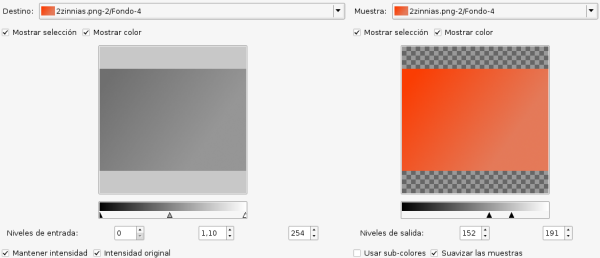 Destino: 2zinnias.png-2/Fondo-4 Muestra: 2zinnias.png-2/Fondo-4
Mostrar selección Mostrar color Mostrar selección Mostrar color
Niveles de entrada: 0 1,10 254 Niveles de salida: 152 191
Mantener intensidad Intensidad original Usar sub-colores Suavizar las muestras